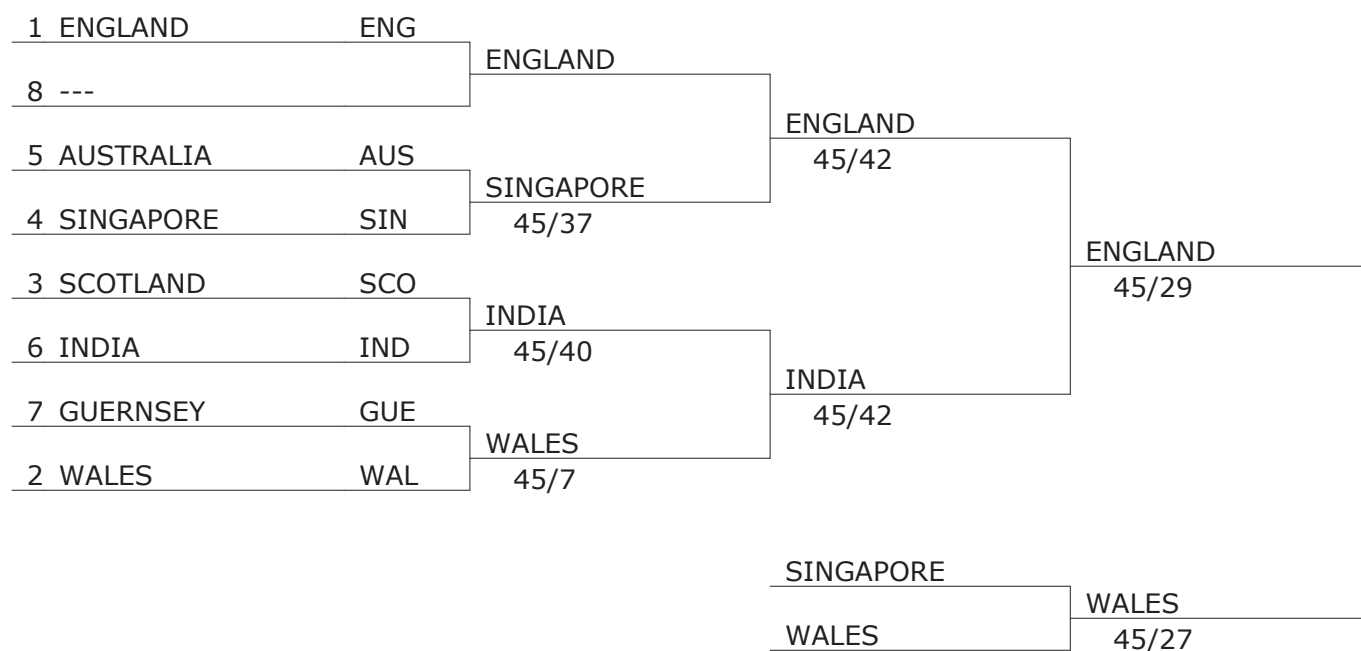 1 ENGLAND ENG
ENGLAND
8 ---
ENGLAND
45/42
5 AUSTRALIA AUS
SINGAPORE
45/37
4 SINGAPORE SIN
ENGLAND
45/29
3 SCOTLAND SCO
INDIA
45/40
6 INDIA IND
INDIA
45/42
7 GUERNSEY GUE
WALES
45/7
2 WALES WAL
SINGAPORE
WALES
45/27
WALES